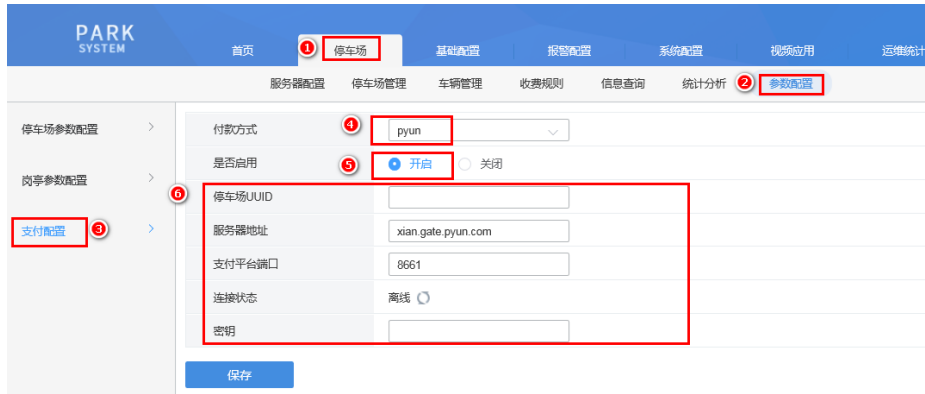 PARK
SYSTEM
首页 1 停车场 基础配置 报警配置 系统配置 视频应用 运维统计
服务器配置 停车场管理 车辆管理 收费规则 信息查询 统计分析 2 参数配置
停车场参数配置
岗亭参数配置
支付配置 3
付款方式 4 pyun
是否启用 5 开启 关闭
6
停车场UUID
服务器地址 xian.gate.pyun.com
支付平台端口 8661
连接状态 离线
密钥
保存